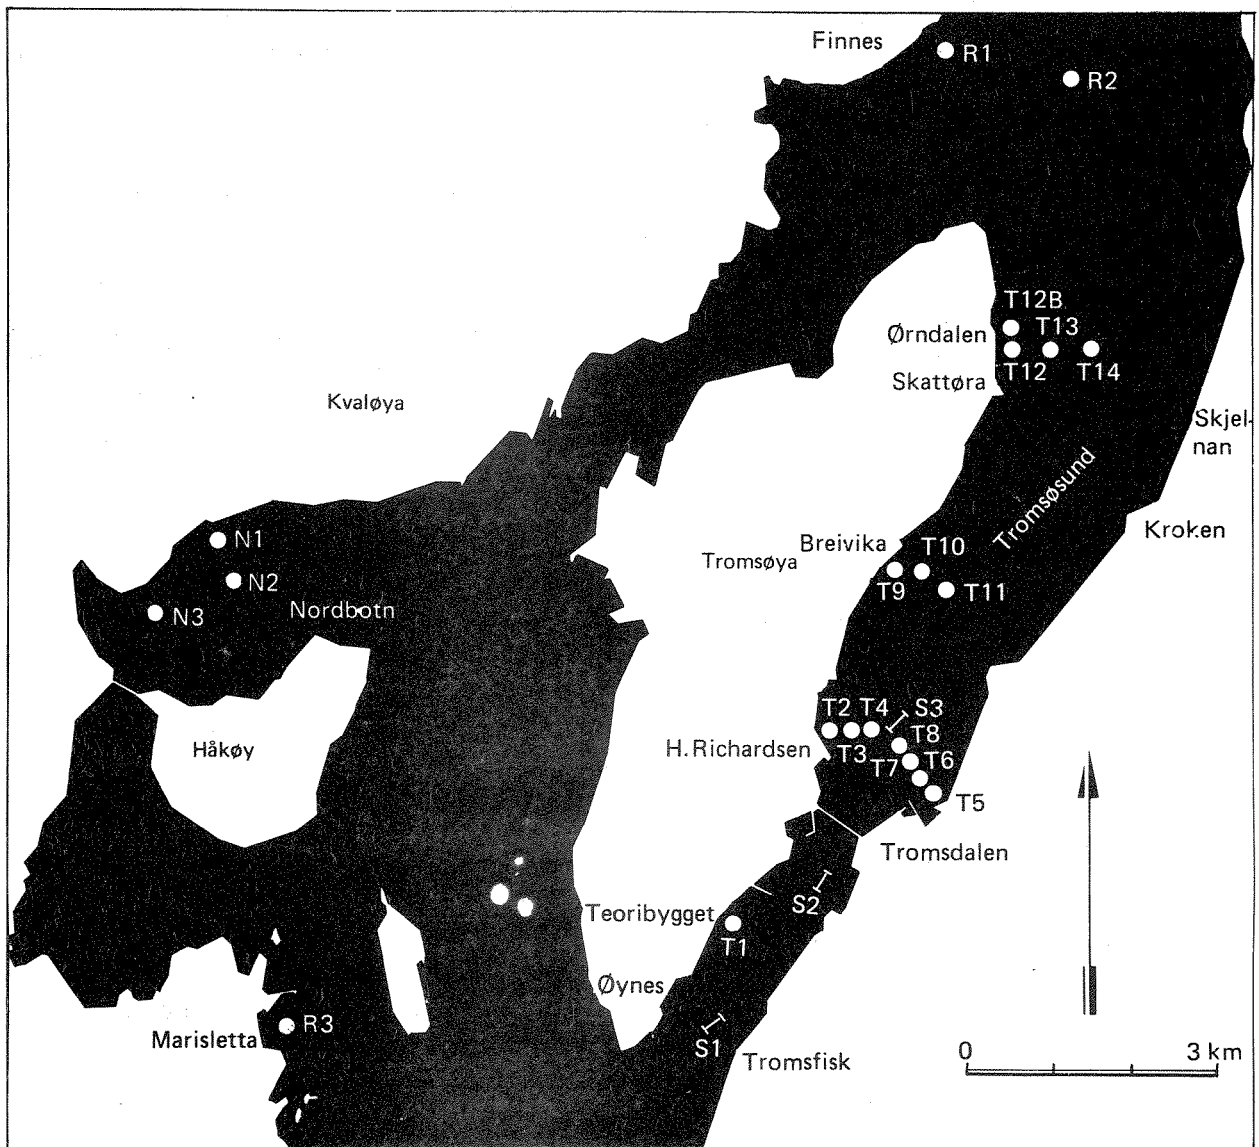 Finnes
R1
R2
T12B
Ørndalen
T13
T12
T14
Skattøra
Kvaløya
Skjel-
nan
Tromsøsund
Kroken
N1
Breivika
T10
Tromsøya
N2
T9
T11
N3
Nordbotn
T2
T4
S3
Håkøy
H. Richardsen
T3
T8
T7
T6
T5
Tromsdalen
S2
Teoribygget
T1
Øynes
R3
Marisletta
S1
Tromsfisk
0
3 km